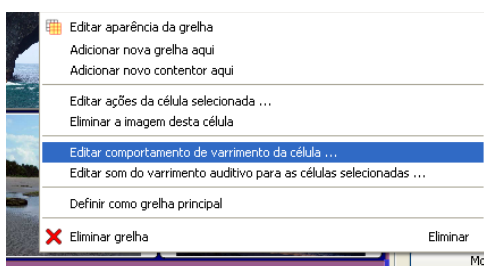 Editar aparência da grelha
Adicionar nova grelha aqui
Adicionar novo contentor aqui
Editar ações da célula selecionada ...
Eliminar a imagem desta célula
Editar comportamento de varrimento da célula ...
Editar som do varrimento auditivo para as células selecionadas ...
Definir como grelha principal
Eliminar grelha Eliminar